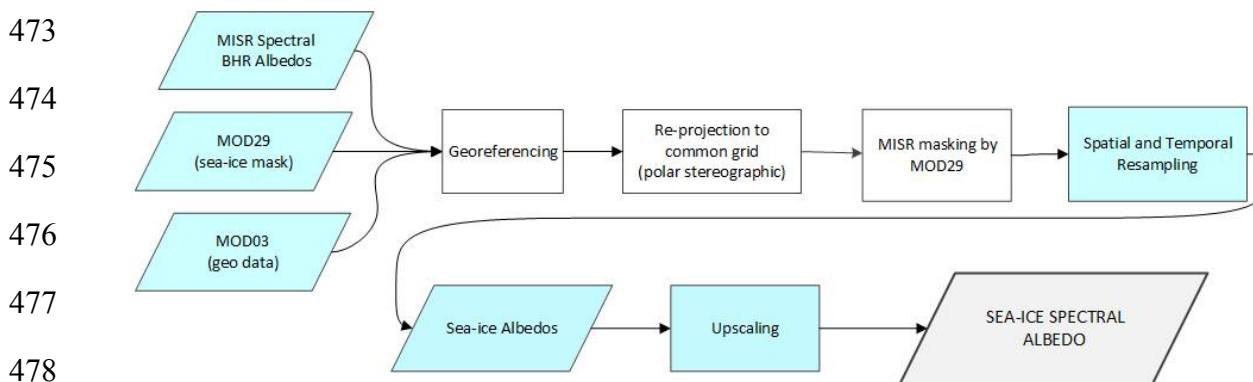 473
MISR Spectral
BHR Albedos
474
MOD29
(sea-ice mask)
Georeferencing
Re-projection to
common grid
(polar stereographic)
MISR masking by
MOD29
Spatial and Temporal
Resampling
475
476
MOD03
(geo data)
477
Sea-ice Albedos
Upscaling
SEA-ICE SPECTRAL
ALBEDO
478